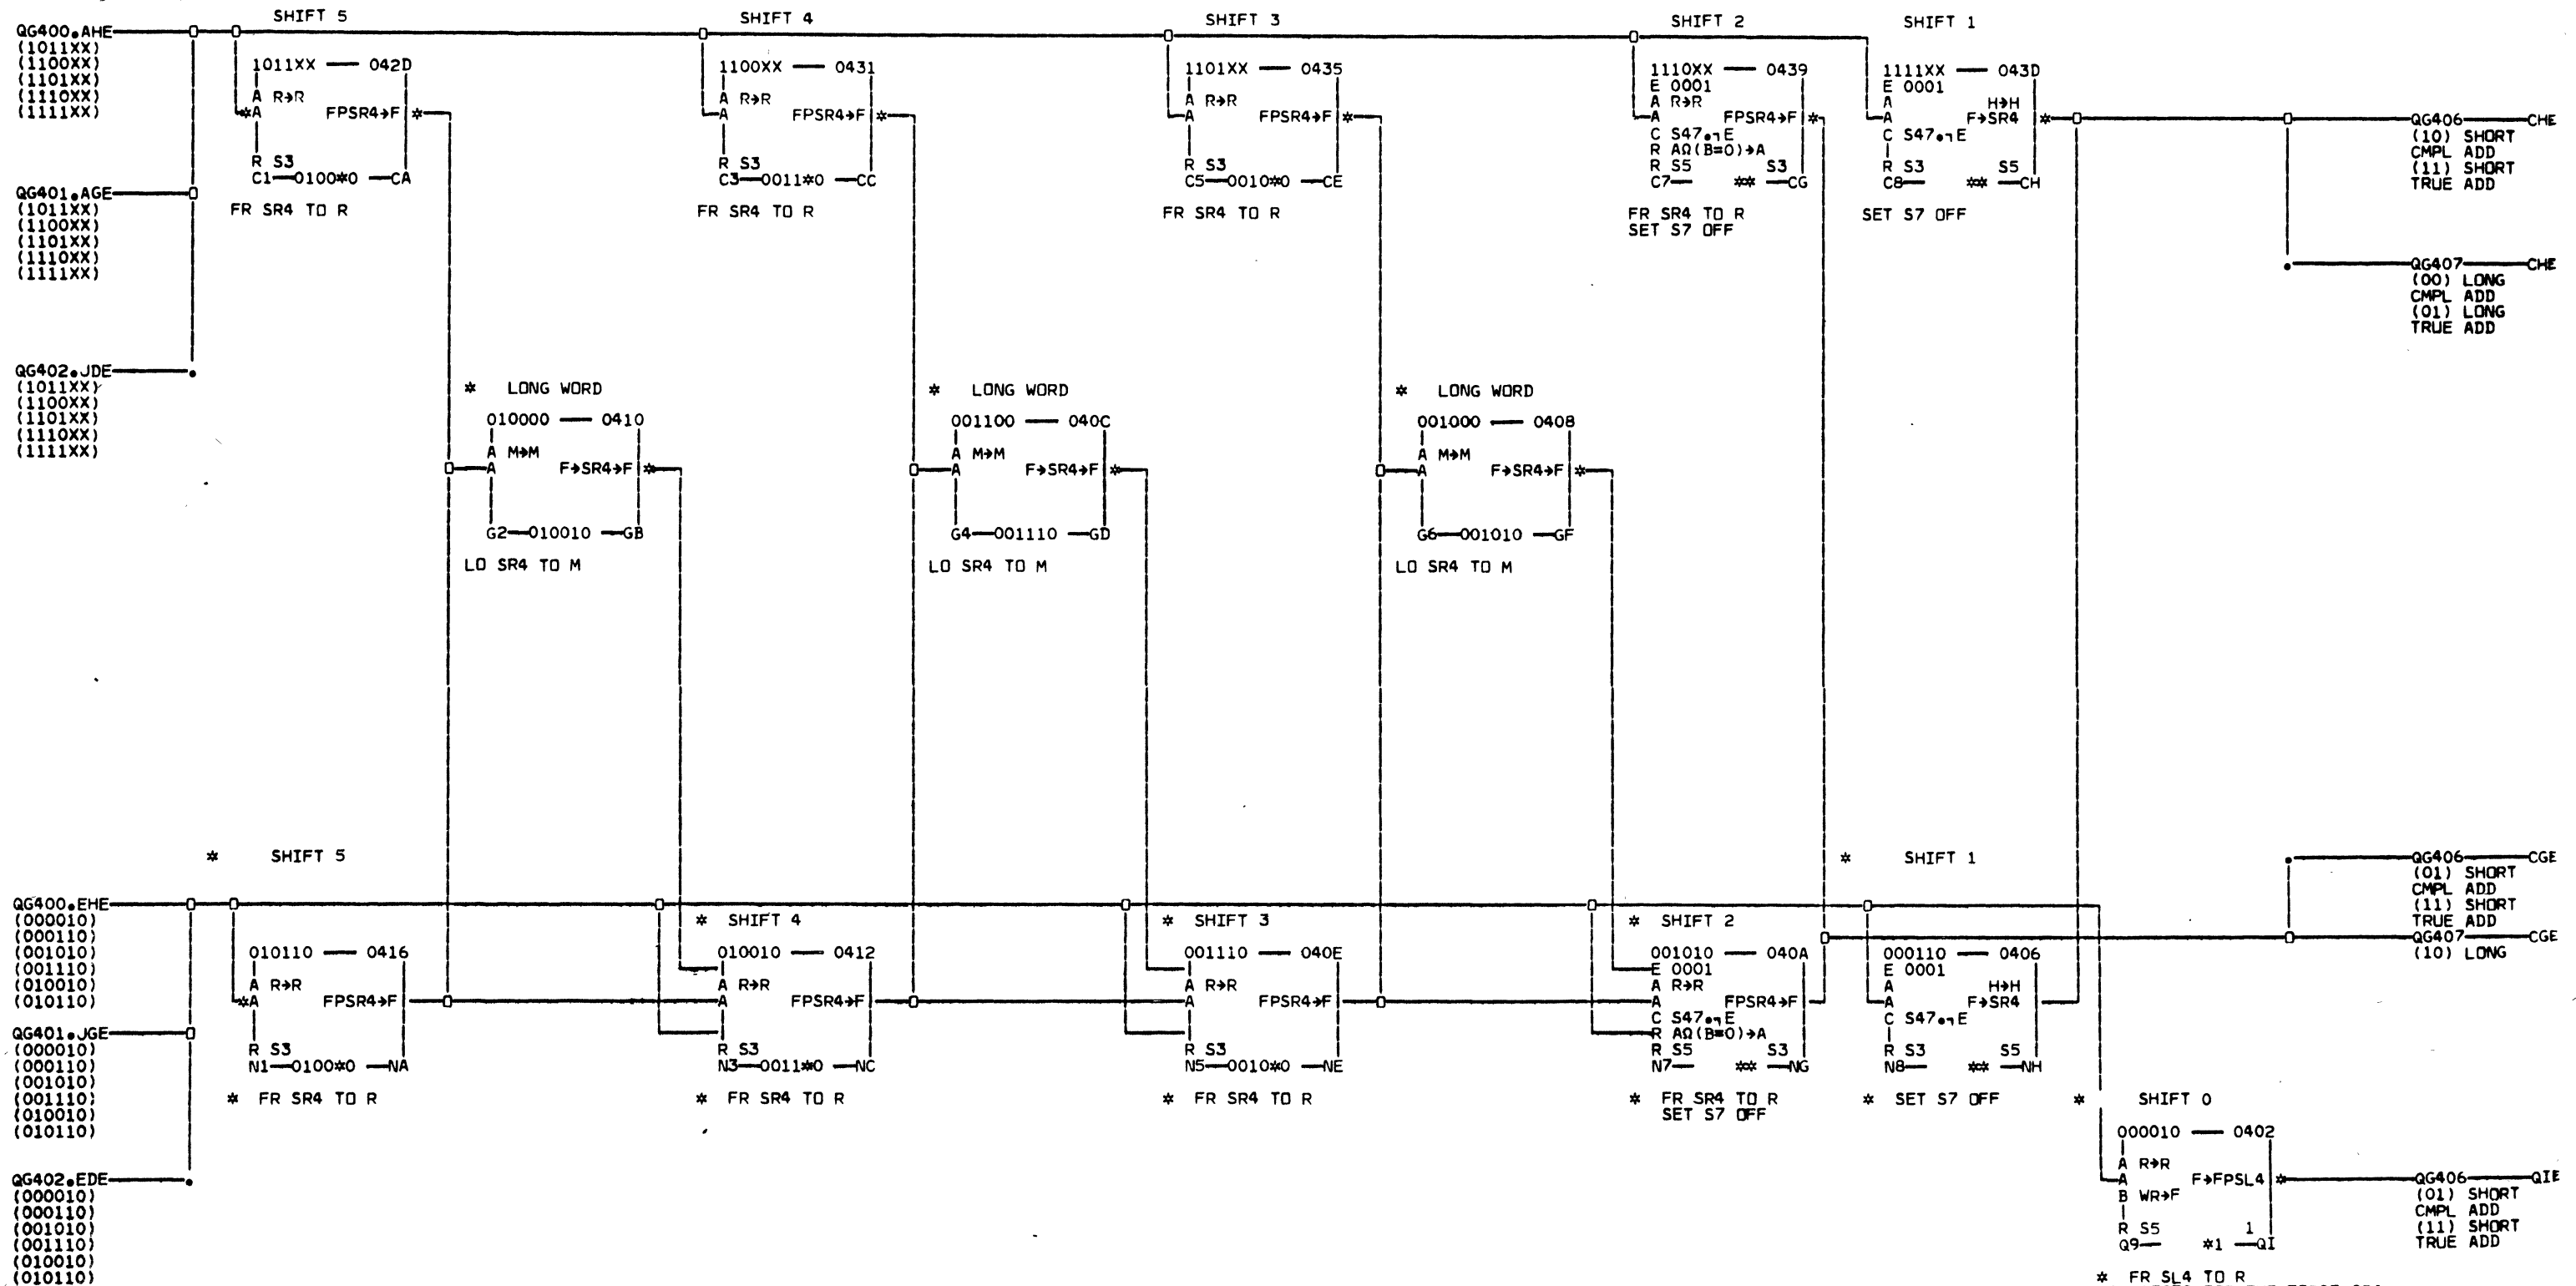 SHIFT 5
SHIFT 4
SHIFT 3
SHIFT 2
SHIFT 1
QG400.AHE
(1011XX)
(1100XX)
(1101XX)
(1110XX)
(1111XX)
1011XX — 042D
A R→R
*A FPSR4→F *
R S3
C1—0100*0 —CA
FR SR4 TO R
1100XX — 0431
A R→R
A FPSR4→F *
R S3
C3—0011*0 —CC
FR SR4 TO R
1101XX — 0435
A R→R
A FPSR4→F *
R S3
C5—0010*0 —CE
FR SR4 TO R
1110XX — 0439
E 0001
A R→R
A FPSR4→F *
C S47.¬E
R AΩ(B=0)→A
R S5 S3
C7— ** —CG
FR SR4 TO R
SET S7 OFF
1111XX — 043D
E 0001
A H→H
A F→SR4 *
C S47.¬E
R S3 S5
C8— ** —CH
SET S7 OFF
QG406 CHE
(10) SHORT
CMPL ADD
(11) SHORT
TRUE ADD
QG401.AGE
(1011XX)
(1100XX)
(1101XX)
(1110XX)
(1111XX)
QG407 CHE
(00) LONG
CMPL ADD
(01) LONG
TRUE ADD
QG402.JDE
(1011XX)
(1100XX)
(1101XX)
(1110XX)
(1111XX)
* LONG WORD
010000 — 0410
A M→M
A F→SR4→F *
G2—010010 —GB
LO SR4 TO M
* LONG WORD
001100 — 040C
A M→M
A F→SR4→F *
G4—001110 —GD
LO SR4 TO M
* LONG WORD
001000 — 0408
A M→M
A F→SR4→F *
G6—001010 —GF
LO SR4 TO M
* SHIFT 5
* SHIFT 1
QG406 CGE
(01) SHORT
CMPL ADD
(11) SHORT
TRUE ADD
QG407 CGE
(10) LONG
QG400.EHE
(000010)
(000110)
(001010)
(001110)
(010010)
(010110)
010110 — 0416
A R→R
*A FPSR4→F
R S3
N1—0100*0 —NA
* FR SR4 TO R
* SHIFT 4
010010 — 0412
A R→R
A FPSR4→F
R S3
N3—0011*0 —NC
* FR SR4 TO R
* SHIFT 3
001110 — 040E
A R→R
A FPSR4→F
R S3
N5—0010*0 —NE
* FR SR4 TO R
* SHIFT 2
001010 — 040A
E 0001
A R→R
A FPSR4→F
C S47.¬E
R AΩ(B=0)→A
R S5 S3
N7— ** —NG
* FR SR4 TO R
SET S7 OFF
000110 — 0406
E 0001
A H→H
A F→SR4
C S47.¬E
R S3 S5
N8— ** —NH
* SET S7 OFF
QG401.JGE
(000010)
(000110)
(001010)
(001110)
(010010)
(010110)
* SHIFT 0
000010 — 0402
A R→R
A F→FPSL4 *
B WR→F
R S5 1
Q9— *1 —QI
* FR SL4 TO R
QG406 QIE
(01) SHORT
CMPL ADD
(11) SHORT
TRUE ADD
QG402.EDE
(000010)
(000110)
(001010)
(001110)
(010010)
(010110)